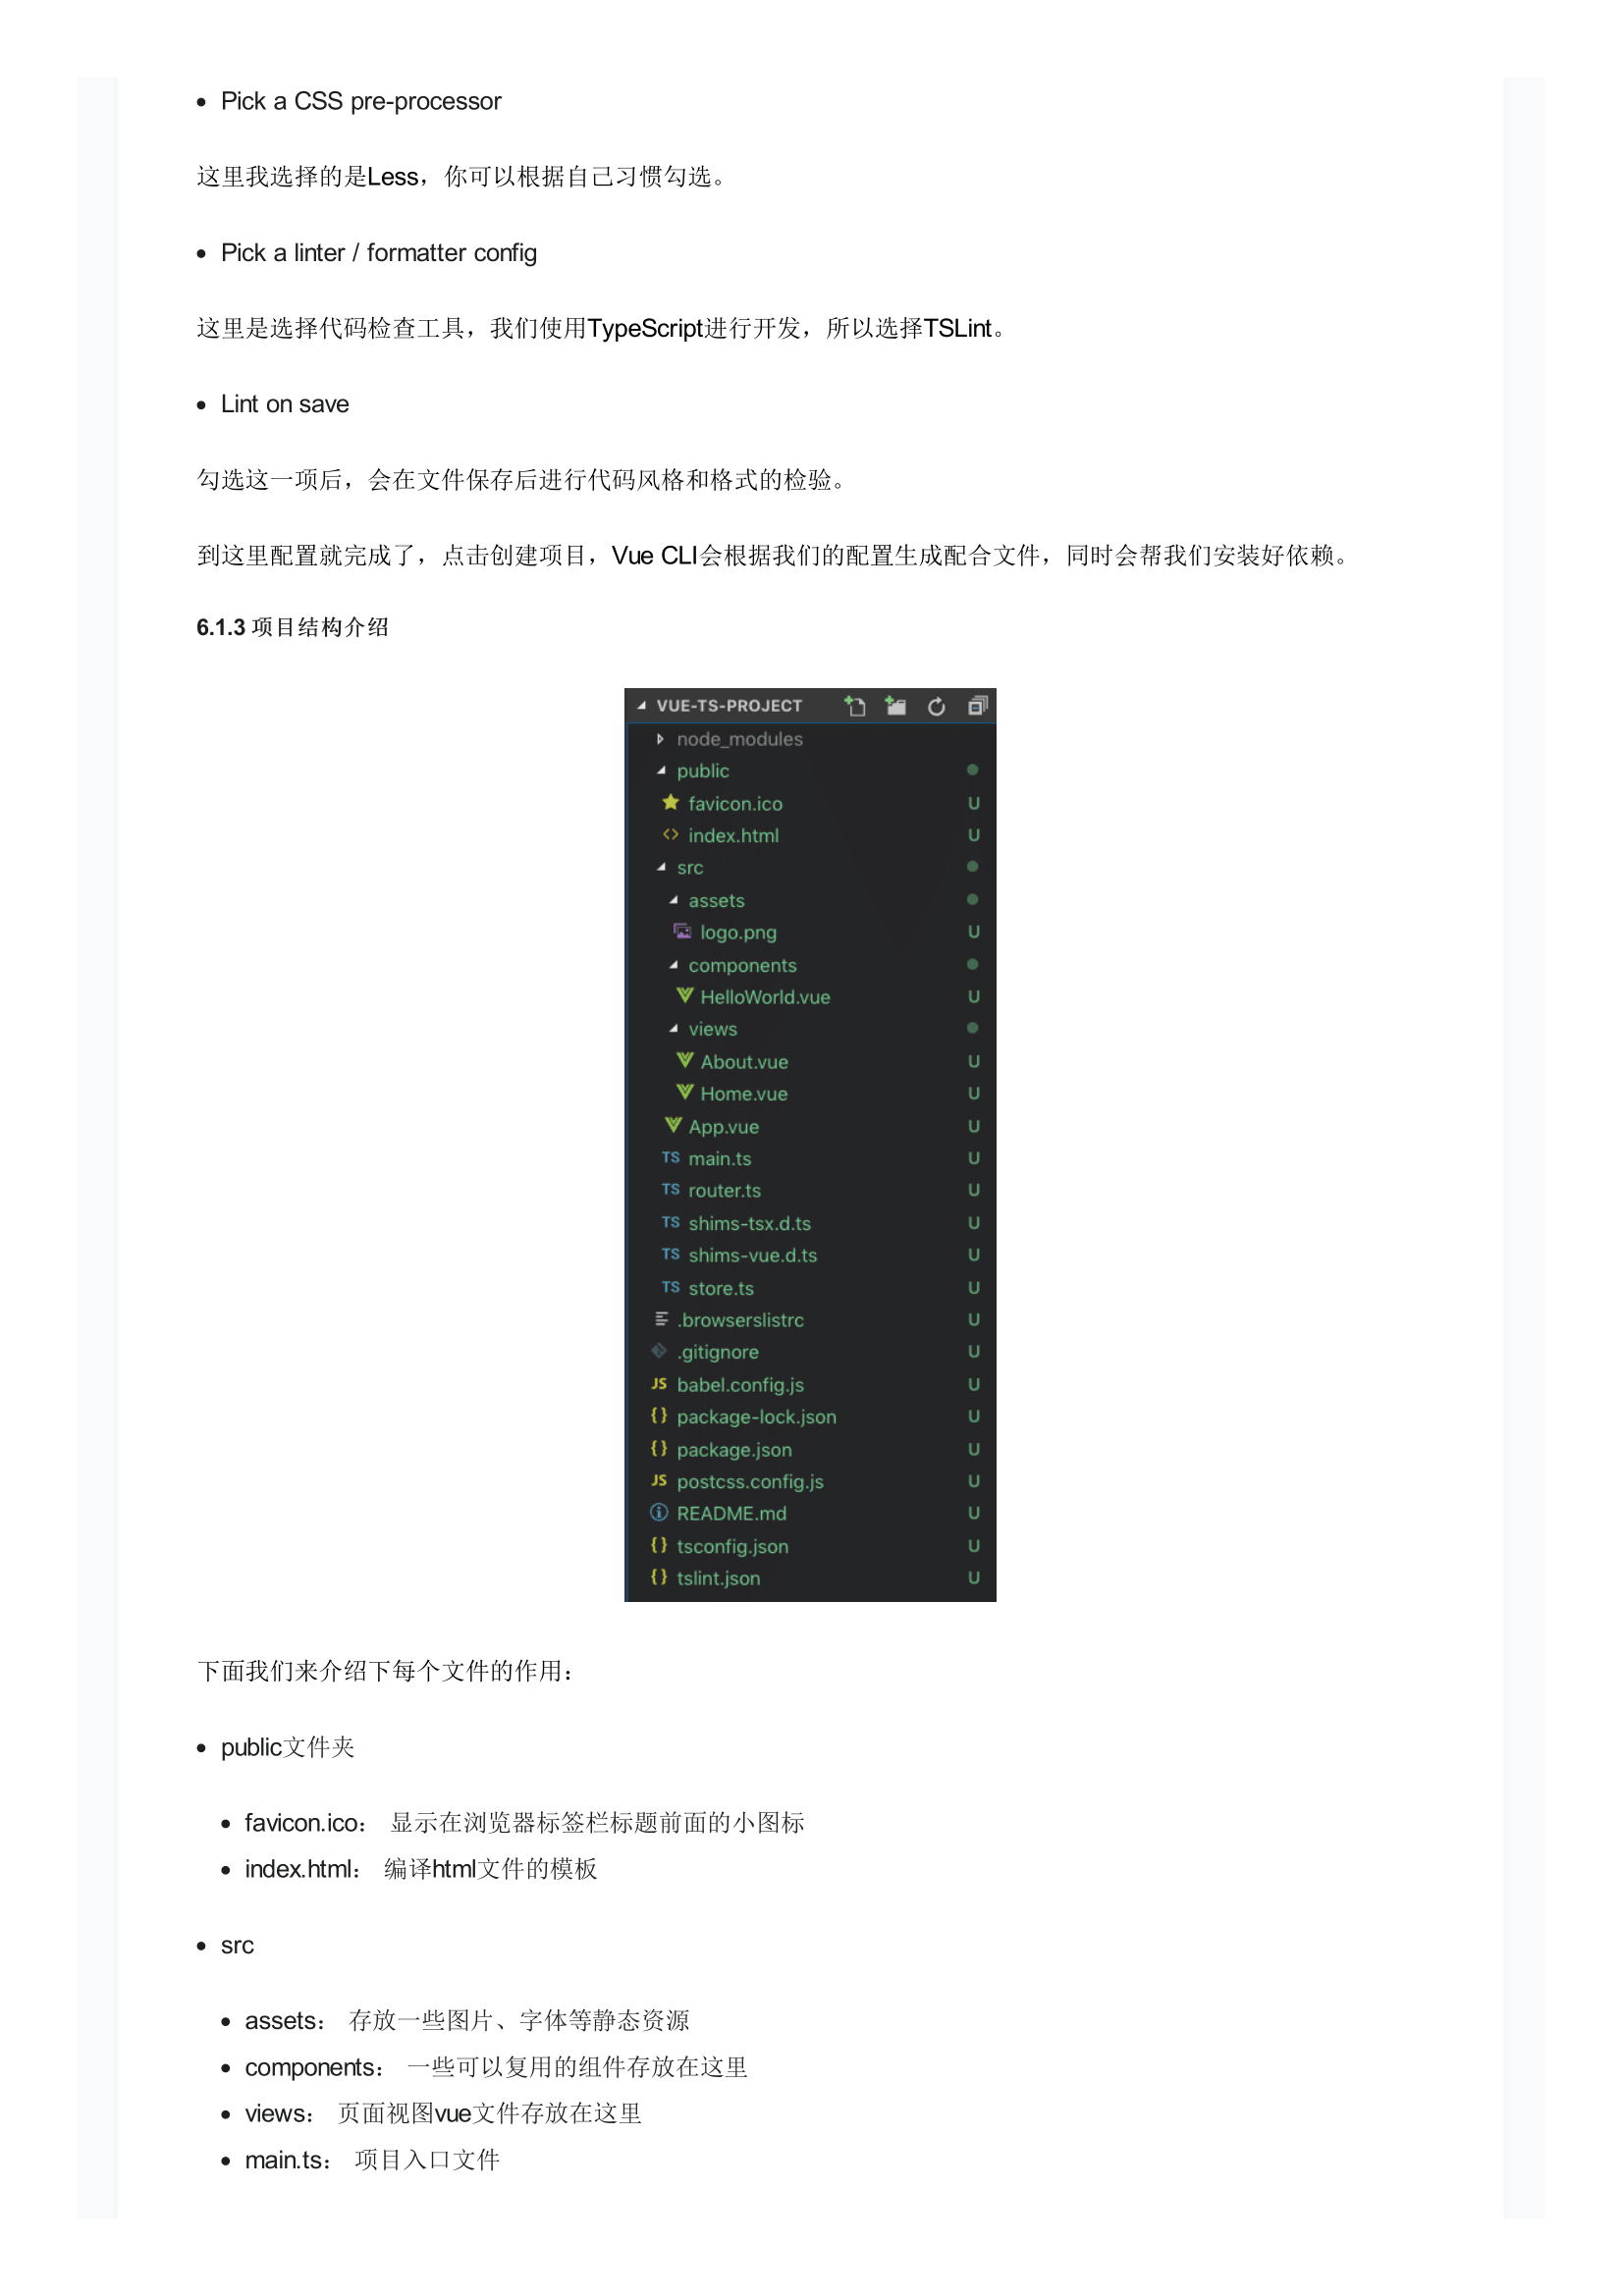 Pick a CSS pre-processor
这里我选择的是Less，你可以根据自己习惯勾选。
Pick a linter / formatter config
这里是选择代码检查工具，我们使用TypeScript进行开发，所以选择TSLint。
Lint on save
勾选这一项后，会在文件保存后进行代码风格和格式的检验。
到这里配置就完成了，点击创建项目，Vue CLI会根据我们的配置生成配合文件，同时会帮我们安装好依赖。
6.1.3 项目结构介绍
VUE-TS-PROJECT
node_modules
public
favicon.ico U
index.html U
src
assets
logo.png U
components
HelloWorld.vue U
views
About.vue U
Home.vue U
App.vue U
TS main.ts U
TS router.ts U
TS shims-tsx.d.ts U
TS shims-vue.d.ts U
TS store.ts U
.browserslistrc U
.gitignore U
JS babel.config.js U
{} package-lock.json U
{} package.json U
JS postcss.config.js U
README.md U
{} tsconfig.json U
{} tslint.json U
下面我们来介绍下每个文件的作用：
public文件夹
favicon.ico： 显示在浏览器标签栏标题前面的小图标
index.html： 编译html文件的模板
src
assets： 存放一些图片、字体等静态资源
components： 一些可以复用的组件存放在这里
views： 页面视图vue文件存放在这里
main.ts： 项目入口文件